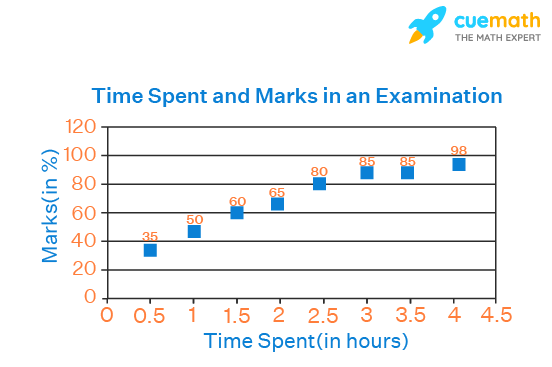 cuemath
THE MATH EXPERT
Time Spent and Marks in an Examination
Marks(in %)
120
100
80
60
40
20
0
35
50
60
65
80
85
85
98
0 0.5 1 1.5 2 2.5 3 3.5 4 4.5
Time Spent(in hours)